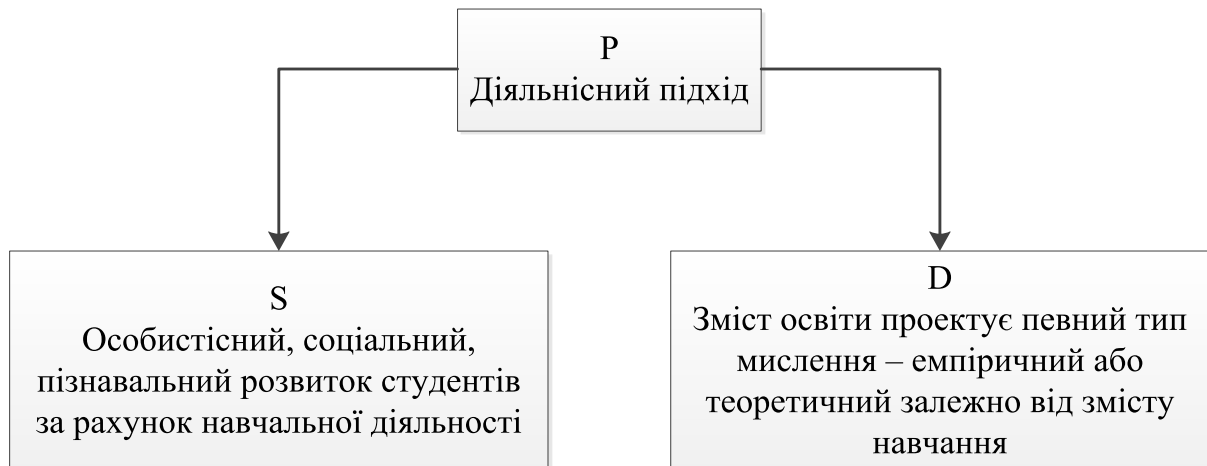 P
Діяльнісний підхід
S
Особистісний, соціальний,
пізнавальний розвиток студентів
за рахунок навчальної діяльності
D
Зміст освіти проектує певний тип
мислення – емпіричний або
теоретичний залежно від змісту
навчання